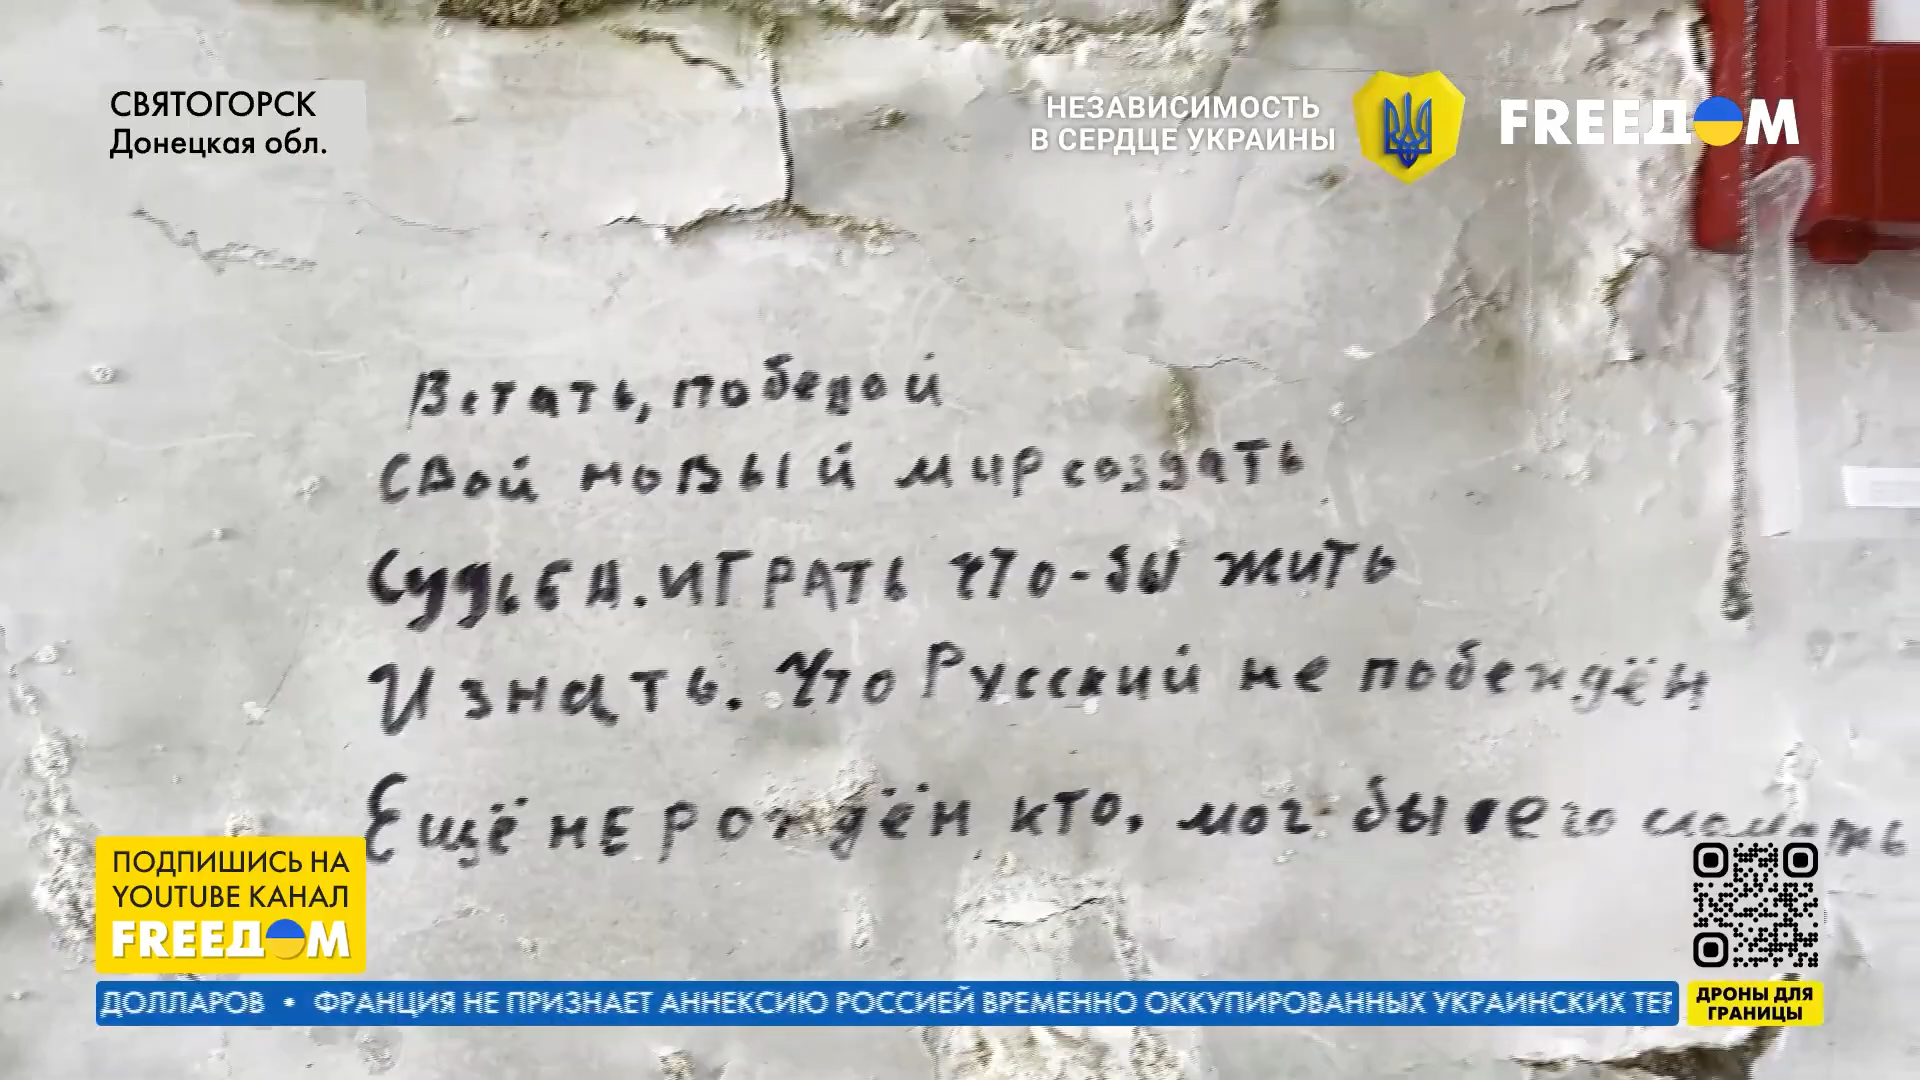 СВЯТОГОРСК
Донецкая обл.
НЕЗАВИСИМОСТЬ
В СЕРДЦЕ УКРАИНЫ
FREEДOM
Встать, победой
Свой новый мир создать
Судьба. ИГРАТЬ что-бы жить
И знать. Что Русский не побеждён
Ещё не рождён кто, мог бы его сломать
ПОДПИШИСЬ НА
YOUTUBE КАНАЛ
FREEДOM
ДОЛЛАРОВ • ФРАНЦИЯ НЕ ПРИЗНАЕТ АННЕКСИЮ РОССИЕЙ ВРЕМЕННО ОККУПИРОВАННЫХ УКРАИНСКИХ ТЕР
ДРОНЫ ДЛЯ
ГРАНИЦЫ